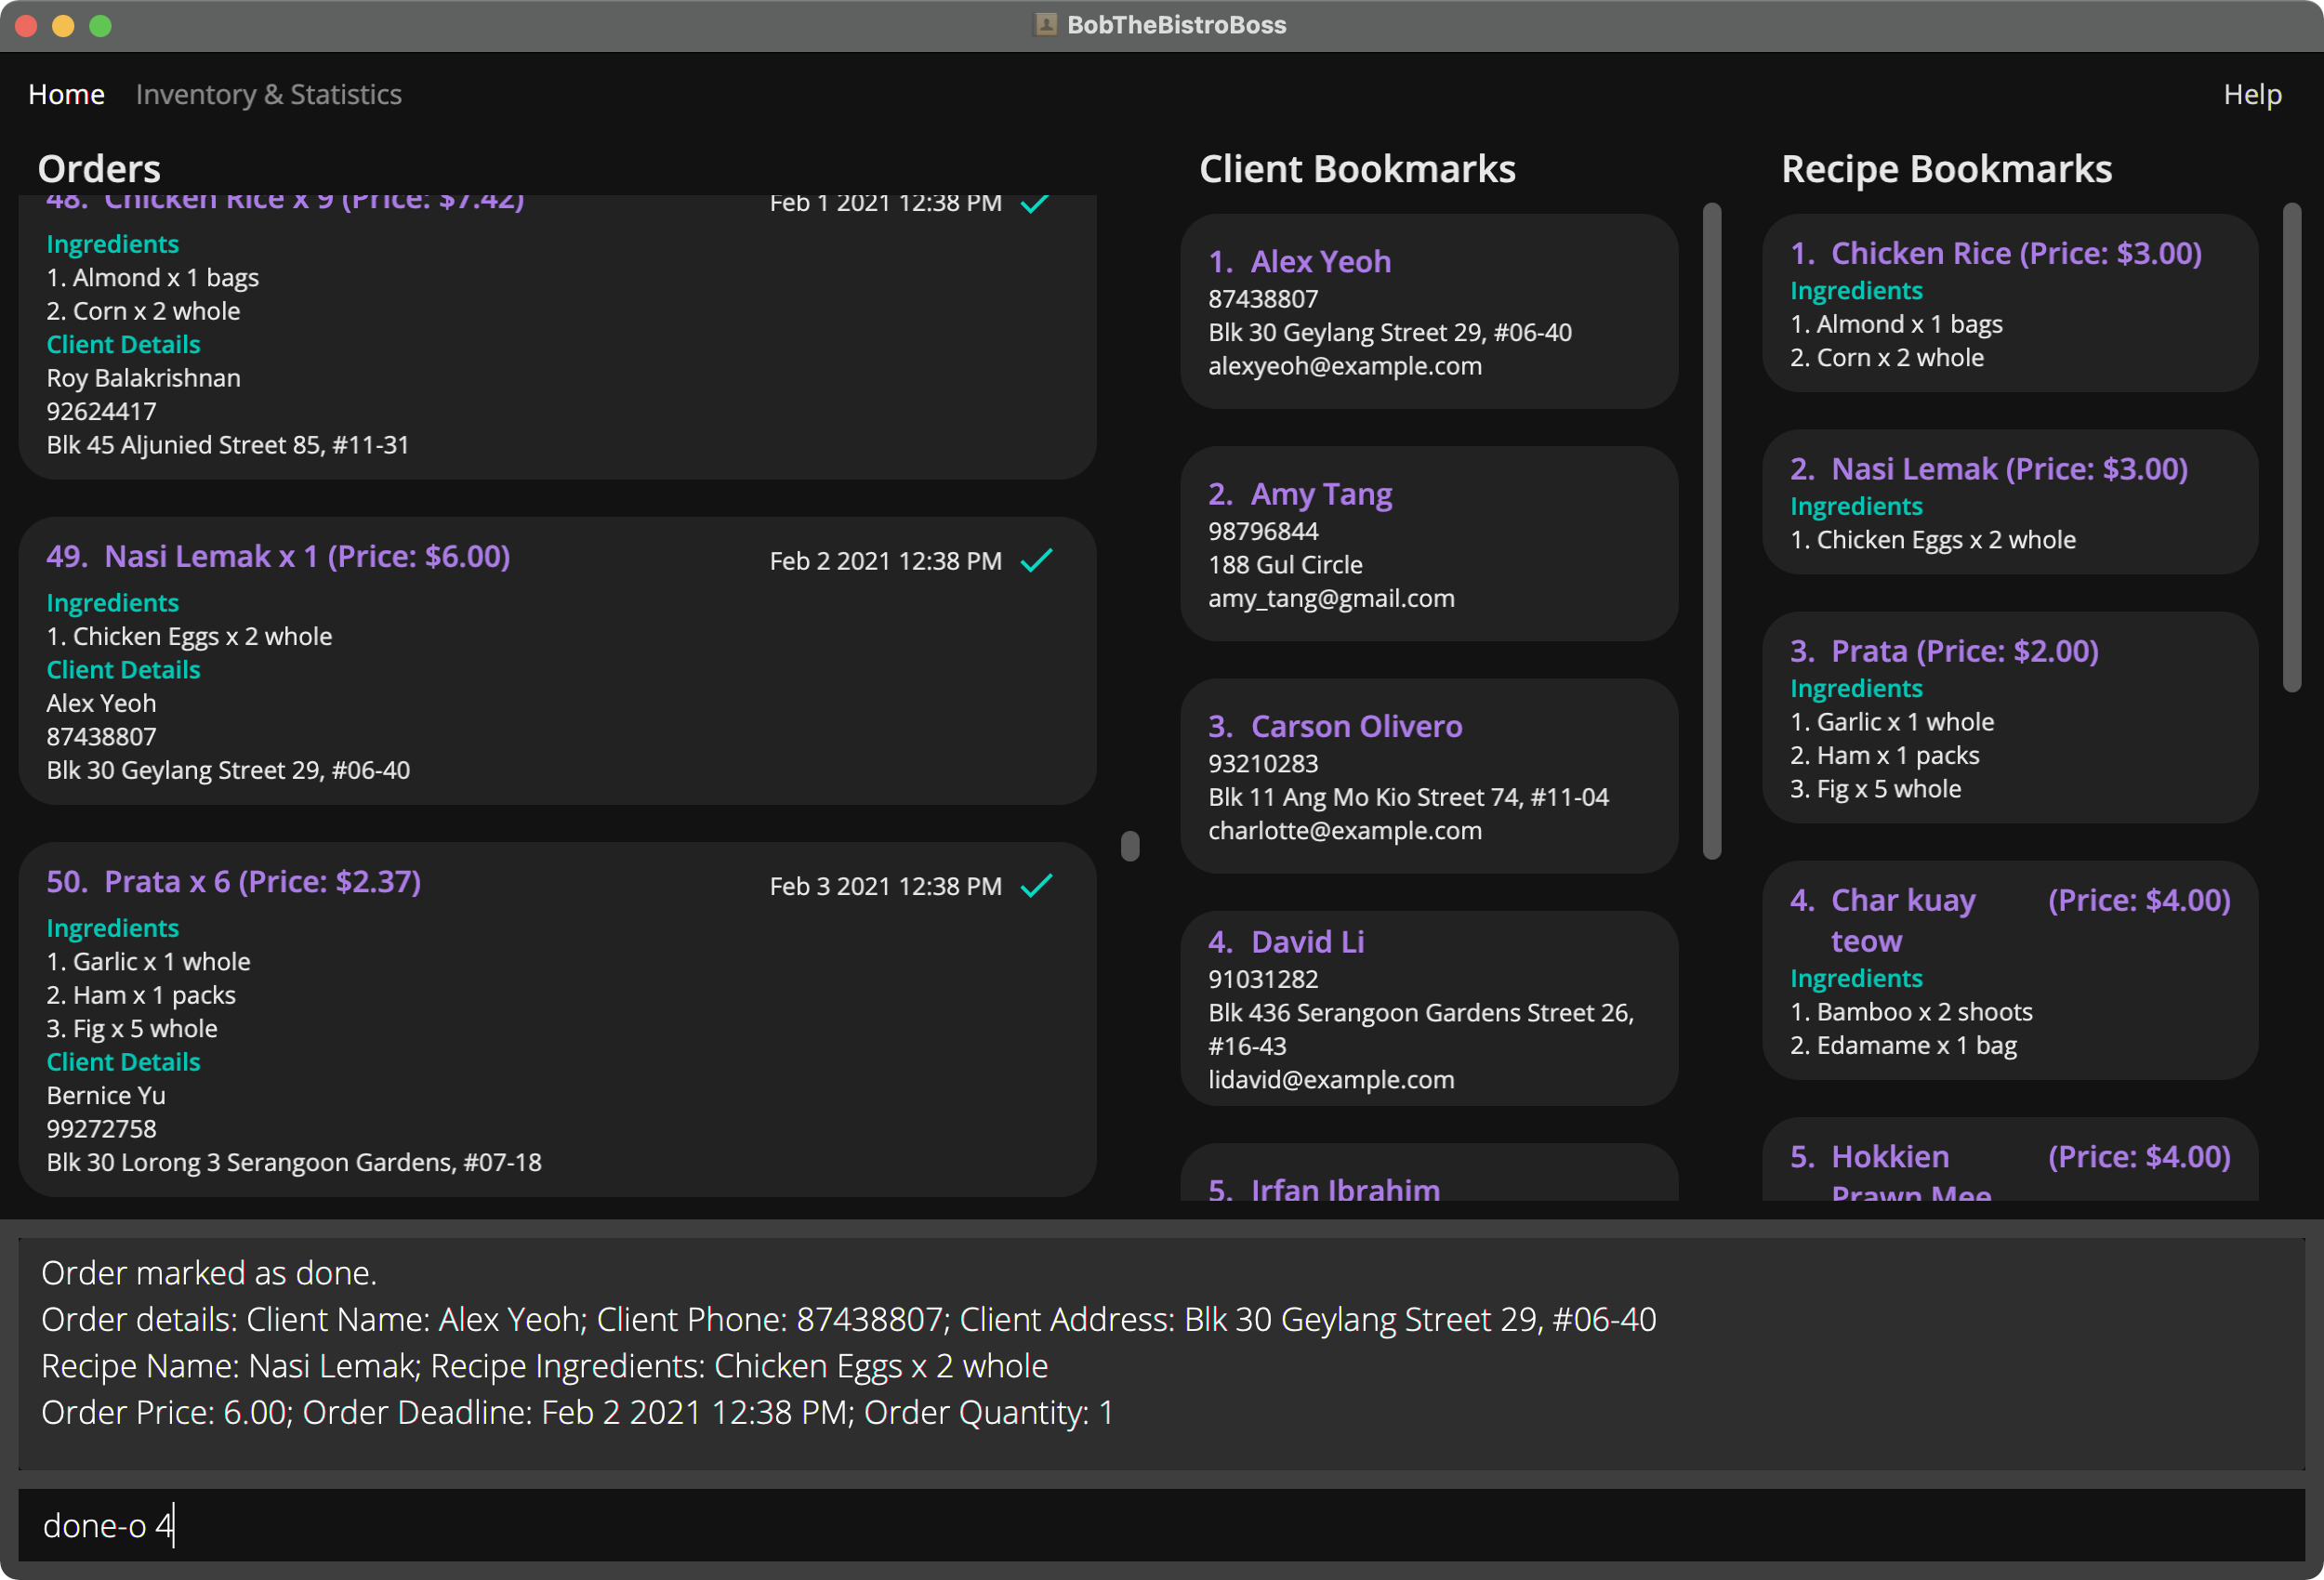 BobTheBistroBoss
Home Inventory & Statistics Help
Orders
48. Chicken Rice x 9 (Price: $7.42) Feb 1 2021 12:38 PM
Ingredients
1. Almond x 1 bags
2. Corn x 2 whole
Client Details
Roy Balakrishnan
92624417
Blk 45 Aljunied Street 85, #11-31
49. Nasi Lemak x 1 (Price: $6.00) Feb 2 2021 12:38 PM
Ingredients
1. Chicken Eggs x 2 whole
Client Details
Alex Yeoh
87438807
Blk 30 Geylang Street 29, #06-40
50. Prata x 6 (Price: $2.37) Feb 3 2021 12:38 PM
Ingredients
1. Garlic x 1 whole
2. Ham x 1 packs
3. Fig x 5 whole
Client Details
Bernice Yu
99272758
Blk 30 Lorong 3 Serangoon Gardens, #07-18
Client Bookmarks
1. Alex Yeoh
87438807
Blk 30 Geylang Street 29, #06-40
alexyeoh@example.com
2. Amy Tang
98796844
188 Gul Circle
amy_tang@gmail.com
3. Carson Olivero
93210283
Blk 11 Ang Mo Kio Street 74, #11-04
charlotte@example.com
4. David Li
91031282
Blk 436 Serangoon Gardens Street 26,
#16-43
lidavid@example.com
5. Irfan Ibrahim
Recipe Bookmarks
1. Chicken Rice (Price: $3.00)
Ingredients
1. Almond x 1 bags
2. Corn x 2 whole
2. Nasi Lemak (Price: $3.00)
Ingredients
1. Chicken Eggs x 2 whole
3. Prata (Price: $2.00)
Ingredients
1. Garlic x 1 whole
2. Ham x 1 packs
3. Fig x 5 whole
4. Char kuay (Price: $4.00)
teow
Ingredients
1. Bamboo x 2 shoots
2. Edamame x 1 bag
5. Hokkien (Price: $4.00)
Prawn Mee
Order marked as done.
Order details: Client Name: Alex Yeoh; Client Phone: 87438807; Client Address: Blk 30 Geylang Street 29, #06-40
Recipe Name: Nasi Lemak; Recipe Ingredients: Chicken Eggs x 2 whole
Order Price: 6.00; Order Deadline: Feb 2 2021 12:38 PM; Order Quantity: 1
done-o 4